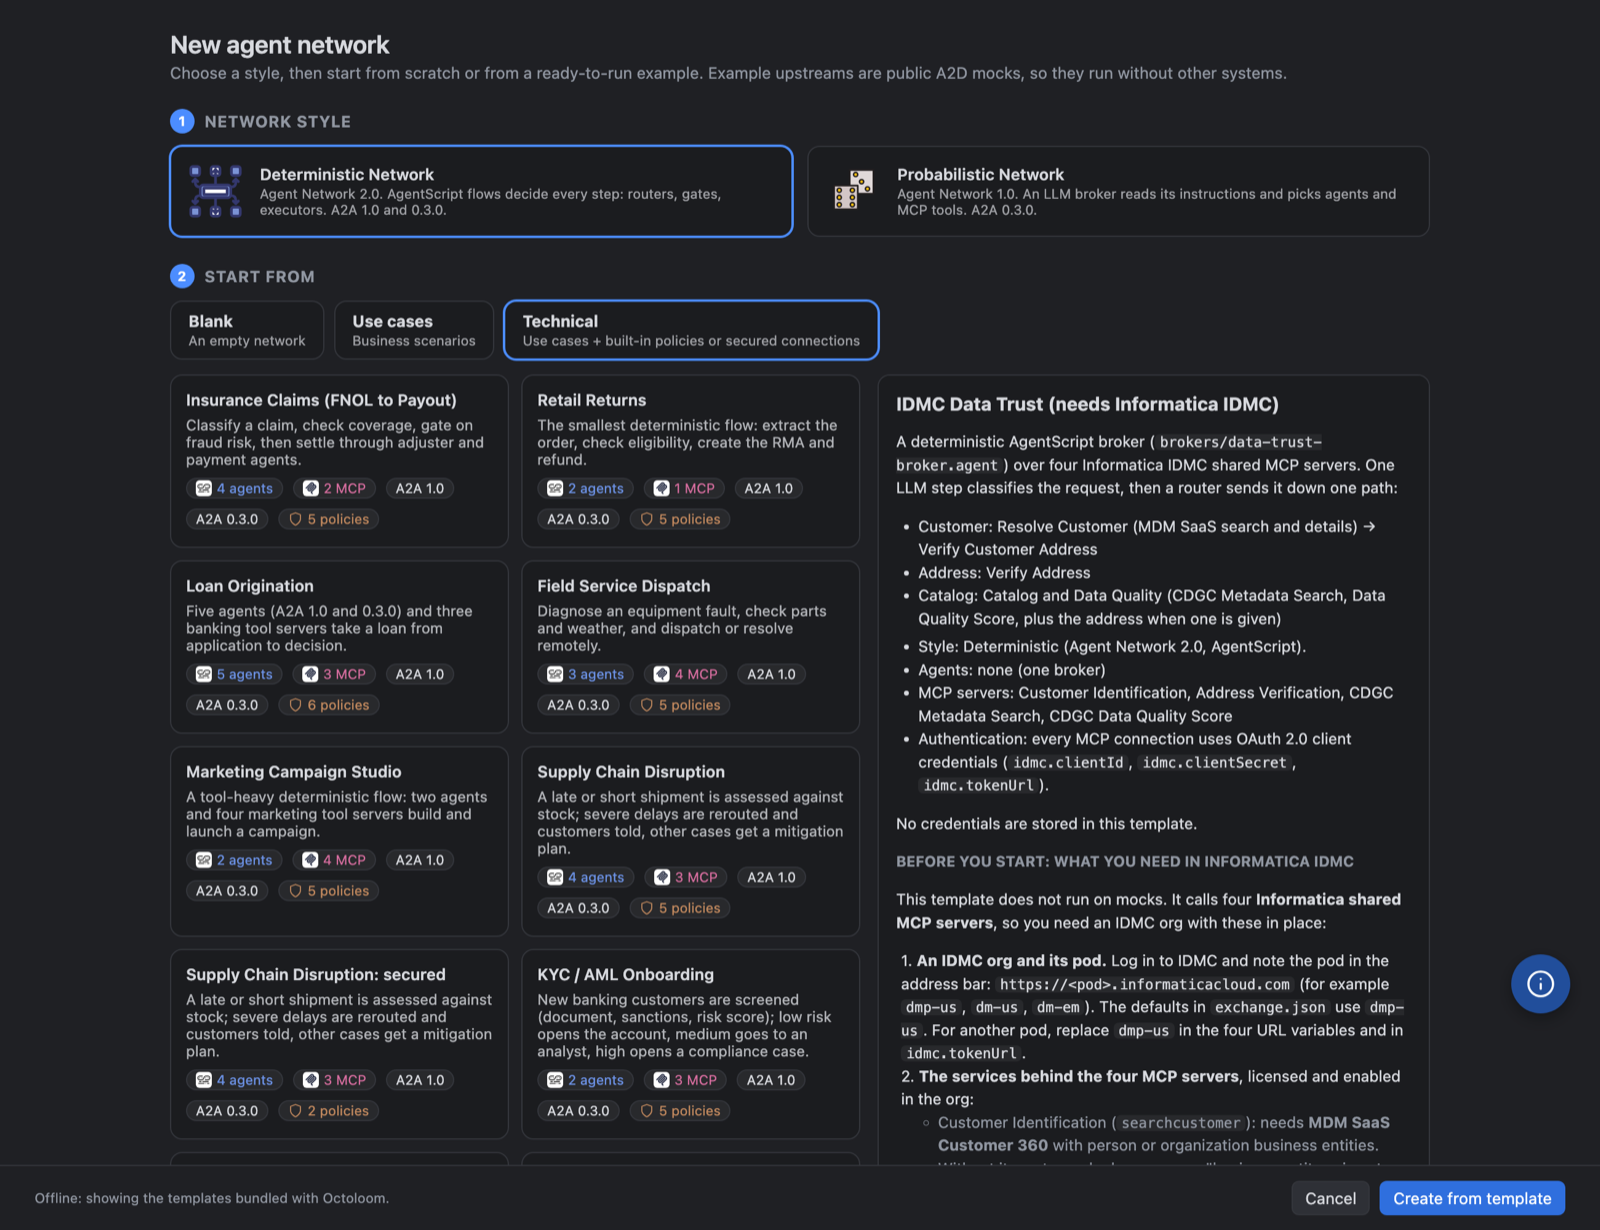 New agent network
Choose a style, then start from scratch or from a ready-to-run example. Example upstreams are public A2D mocks, so they run without other systems.
1 NETWORK STYLE
Deterministic Network
Agent Network 2.0. AgentScript flows decide every step: routers, gates,
executors. A2A 1.0 and 0.3.0.
Probabilistic Network
Agent Network 1.0. An LLM broker reads its instructions and picks agents and
MCP tools. A2A 0.3.0.
2 START FROM
Blank
An empty network
Use cases
Business scenarios
Technical
Use cases + built-in policies or secured connections
Insurance Claims (FNOL to Payout)
Classify a claim, check coverage, gate on
fraud risk, then settle through adjuster and
payment agents.
4 agents 2 MCP A2A 1.0
A2A 0.3.0 5 policies
Retail Returns
The smallest deterministic flow: extract the
order, check eligibility, create the RMA and
refund.
2 agents 1 MCP A2A 1.0
A2A 0.3.0 5 policies
Loan Origination
Five agents (A2A 1.0 and 0.3.0) and three
banking tool servers take a loan from
application to decision.
5 agents 3 MCP A2A 1.0
A2A 0.3.0 6 policies
Field Service Dispatch
Diagnose an equipment fault, check parts
and weather, and dispatch or resolve
remotely.
3 agents 4 MCP A2A 1.0
A2A 0.3.0 5 policies
Marketing Campaign Studio
A tool-heavy deterministic flow: two agents
and four marketing tool servers build and
launch a campaign.
2 agents 4 MCP A2A 1.0
A2A 0.3.0 5 policies
Supply Chain Disruption
A late or short shipment is assessed against
stock; severe delays are rerouted and
customers told, other cases get a mitigation
plan.
4 agents 3 MCP A2A 1.0
A2A 0.3.0 5 policies
Supply Chain Disruption: secured
A late or short shipment is assessed against
stock; severe delays are rerouted and
customers told, other cases get a mitigation
plan.
4 agents 3 MCP A2A 1.0
A2A 0.3.0 2 policies
KYC / AML Onboarding
New banking customers are screened
(document, sanctions, risk score); low risk
opens the account, medium goes to an
analyst, high opens a compliance case.
2 agents 3 MCP A2A 1.0
A2A 0.3.0 5 policies
IDMC Data Trust (needs Informatica IDMC)
A deterministic AgentScript broker ( brokers/data-trust-
broker.agent ) over four Informatica IDMC shared MCP servers. One
LLM step classifies the request, then a router sends it down one path:
• Customer: Resolve Customer (MDM SaaS search and details) →
Verify Customer Address
• Address: Verify Address
• Catalog: Catalog and Data Quality (CDGC Metadata Search, Data
Quality Score, plus the address when one is given)
• Style: Deterministic (Agent Network 2.0, AgentScript).
• Agents: none (one broker)
• MCP servers: Customer Identification, Address Verification, CDGC
Metadata Search, CDGC Data Quality Score
• Authentication: every MCP connection uses OAuth 2.0 client
credentials ( idmc.clientId , idmc.clientSecret ,
idmc.tokenUrl ).
No credentials are stored in this template.
BEFORE YOU START: WHAT YOU NEED IN INFORMATICA IDMC
This template does not run on mocks. It calls four Informatica shared
MCP servers, so you need an IDMC org with these in place:
1. An IDMC org and its pod. Log in to IDMC and note the pod in the
address bar: https://<pod>.informaticacloud.com (for example
dmp-us , dm-us , dm-em ). The defaults in exchange.json use dmp-
us . For another pod, replace dmp-us in the four URL variables and in
idmc.tokenUrl .
2. The services behind the four MCP servers, licensed and enabled
in the org:
◦ Customer Identification ( searchcustomer ): needs MDM SaaS
Customer 360 with person or organization business entities.
Offline: showing the templates bundled with Octoloom.
Cancel
Create from template